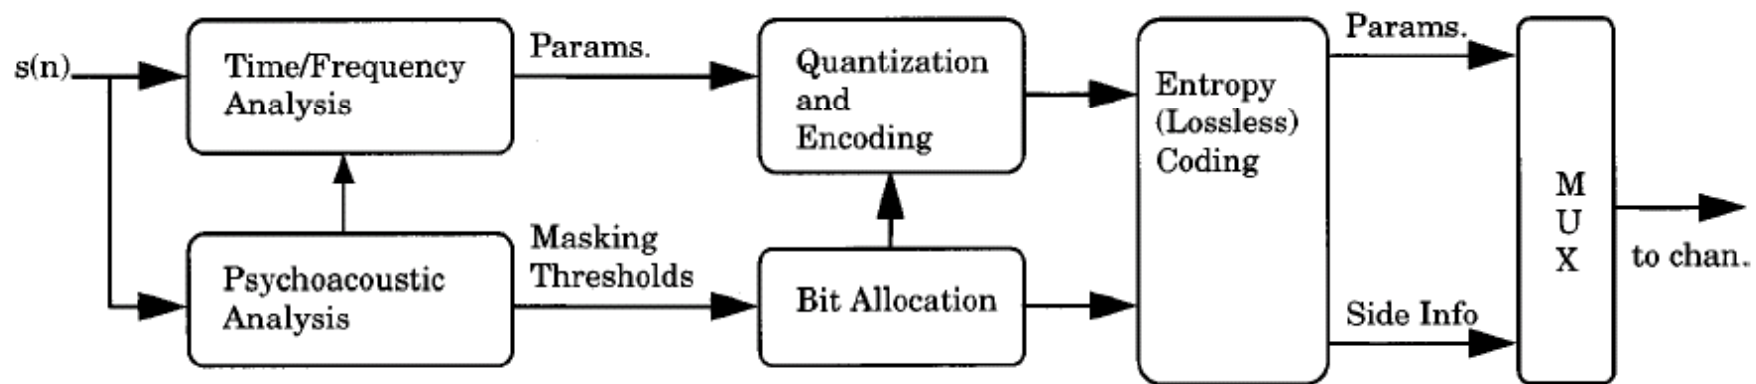 s(n)
Time/Frequency
Analysis
Params.
Quantization
and
Encoding
Entropy
(Lossless)
Coding
Params.
M
U
X
to chan.
Psychoacoustic
Analysis
Masking
Thresholds
Bit Allocation
Side Info